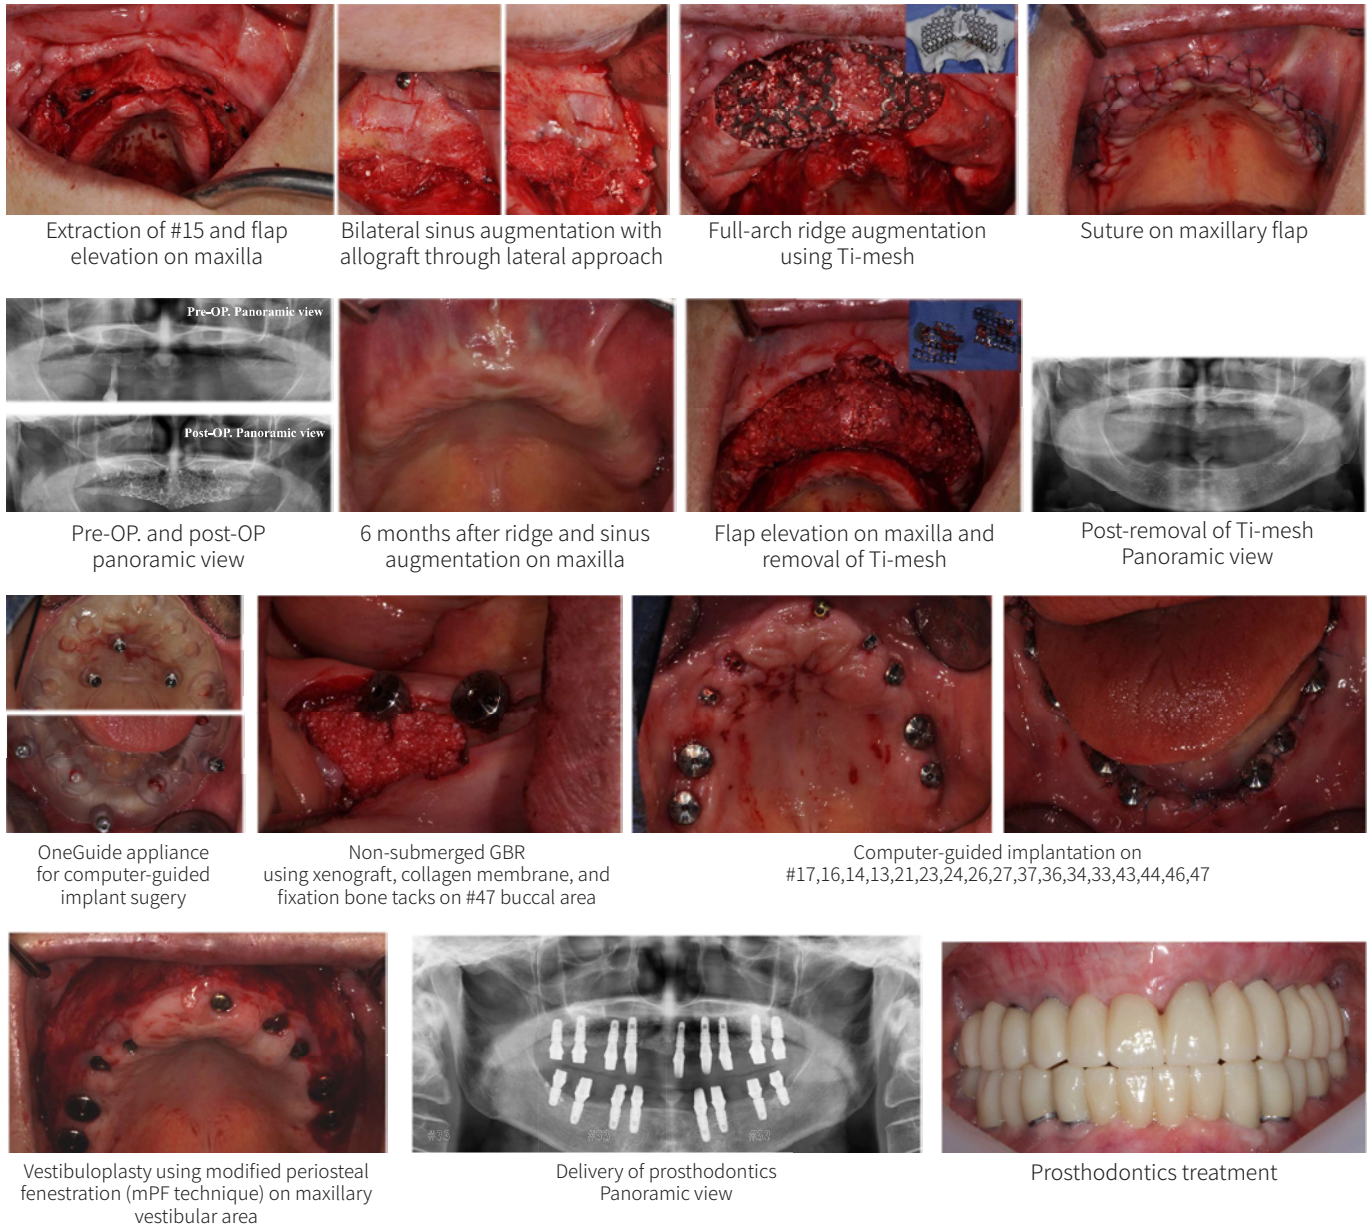 Extraction of #15 and flap
elevation on maxilla
Bilateral sinus augmentation with
allograft through lateral approach
Full-arch ridge augmentation
using Ti-mesh
Suture on maxillary flap
Pre-OP. Panoramic view
Post-OP. Panoramic view
Pre-OP. and post-OP
panoramic view
6 months after ridge and sinus
augmentation on maxilla
Flap elevation on maxilla and
removal of Ti-mesh
Post-removal of Ti-mesh
Panoramic view
OneGuide appliance
for computer-guided
implant sugery
Non-submerged GBR
using xenograft, collagen membrane, and
fixation bone tacks on #47 buccal area
Computer-guided implantation on
#17,16,14,13,21,23,24,26,27,37,36,34,33,43,44,46,47
Vestibuloplasty using modified periosteal
fenestration (mPF technique) on maxillary
vestibular area
Delivery of prosthodontics
Panoramic view
Prosthodontics treatment